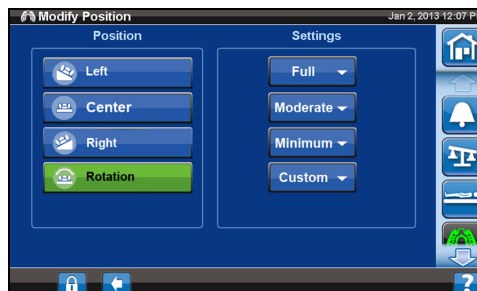 Modify Position
Jan 2, 2013 12:07 P
Position
Settings
Left
Full
Center
Moderate
Right
Minimum
Rotation
Custom
?